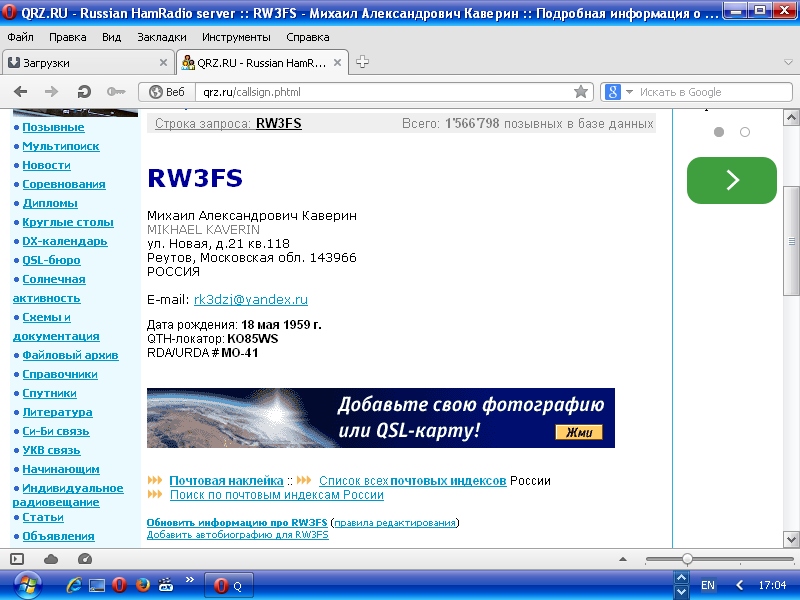 QRZ.RU - Russian HamRadio server :: RW3FS - Михаил Александрович Каверин :: Подробная информация о ...
Файл Правка Вид Закладки Инструменты Справка
Загрузки
QRZ.RU - Russian HamR...
Веб
qrz.ru/callsign.phtml
Искать в Google
Позывные
Мультипоиск
Новости
Соревнования
Дипломы
Круглые столы
DX-календарь
QSL-бюро
Солнечная
активность
Схемы и
документация
Файловый архив
Справочники
Спутники
Литература
Си-Би связь
УКВ связь
Начинающим
Индивидуальное
радиовещание
Статьи
Объявления
Строка запроса: RW3FS Всего: 1'566'798 позывных в базе данных
RW3FS
Михаил Александрович Каверин
MIKHAEL KAVERIN
ул. Новая, д.21 кв.118
Реутов, Московская обл. 143966
РОССИЯ
E-mail: rk3dzj@yandex.ru
Дата рождения: 18 мая 1959 г.
QTH-локатор: KO85WS
RDA/URDA # MO-41
Добавьте свою фотографию
или QSL-карту!
Жми
Почтовая наклейка :: Список всех почтовых индексов России
Поиск по почтовым индексам России
Обновить информацию про RW3FS (правила редактирования)
Добавить автобиографию для RW3FS
Q
EN
17:04